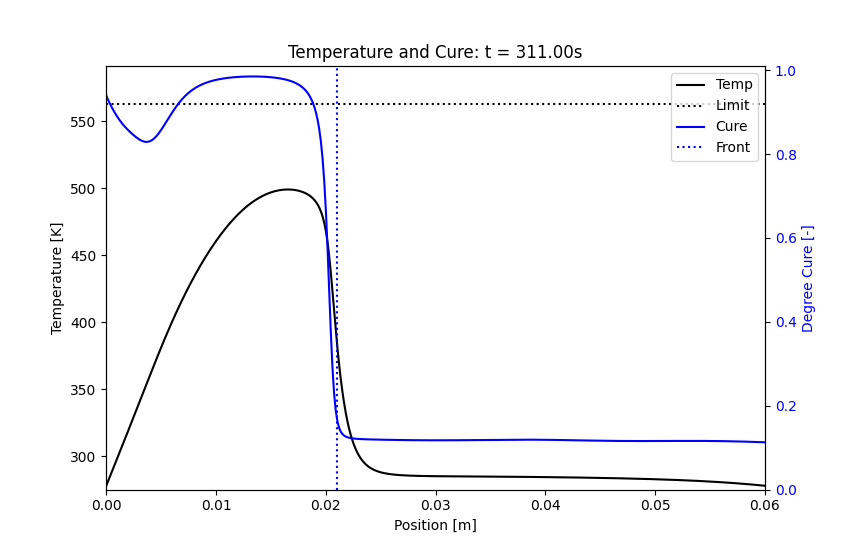 Temperature and Cure: t = 311.00s
Temp
Limit
Cure
Front
Temperature [K]
550
500
450
400
350
300
Degree Cure [-]
1.0
0.8
0.6
0.4
0.2
0.0
0.00 0.01 0.02 0.03 0.04 0.05 0.06
Position [m]